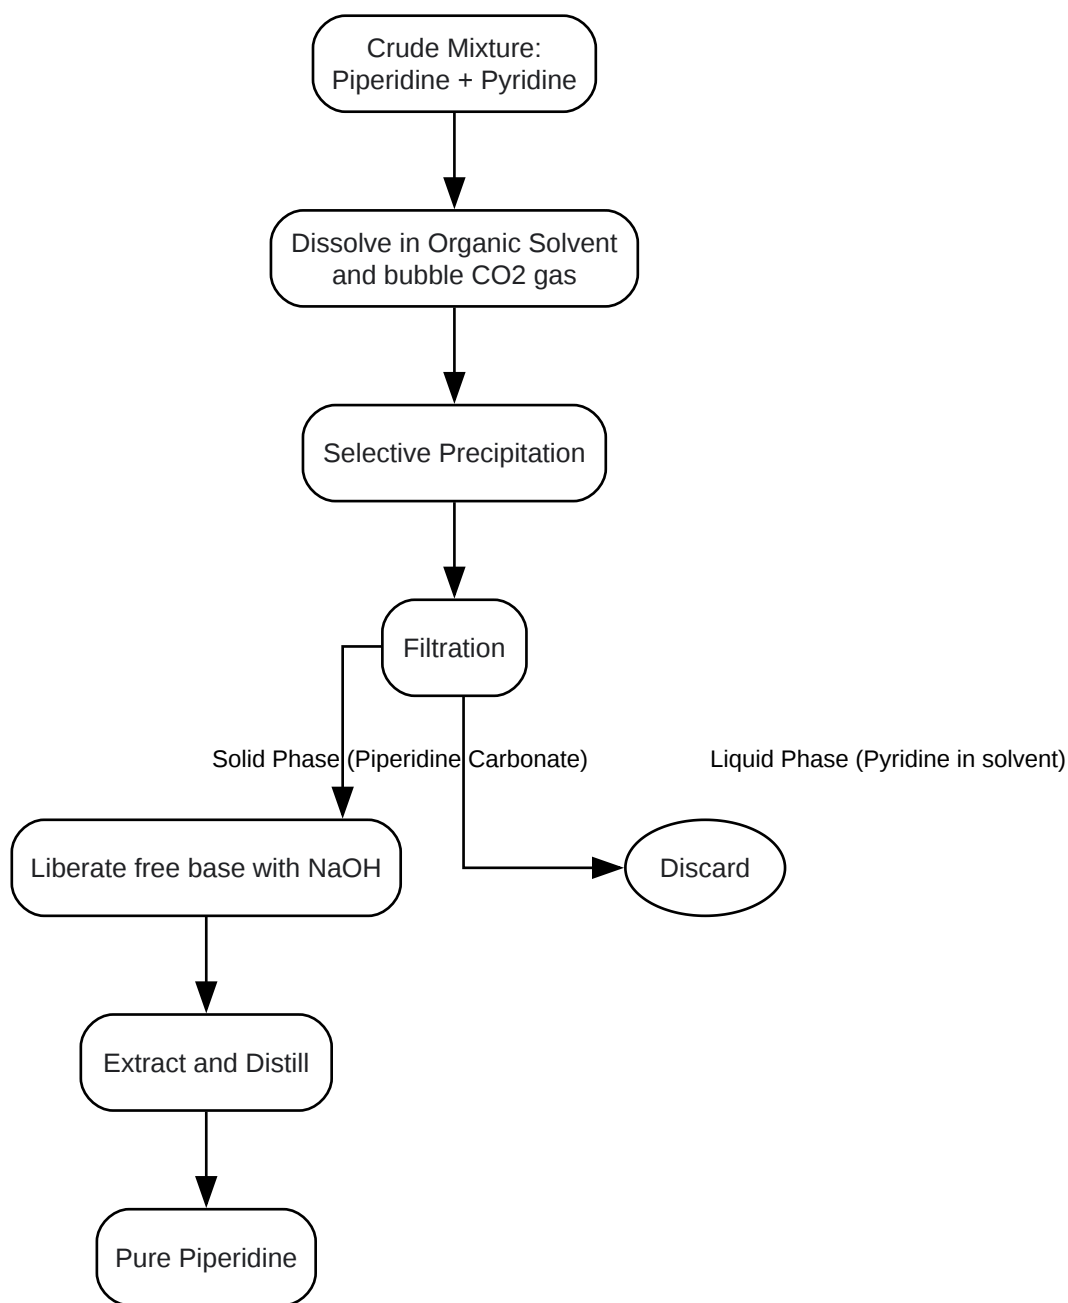 Crude Mixture:
Piperidine + Pyridine
Dissolve in Organic Solvent
and bubble CO2 gas
Selective Precipitation
Filtration
Solid Phase (Piperidine Carbonate)
Liquid Phase (Pyridine in solvent)
Liberate free base with NaOH
Discard
Extract and Distill
Pure Piperidine